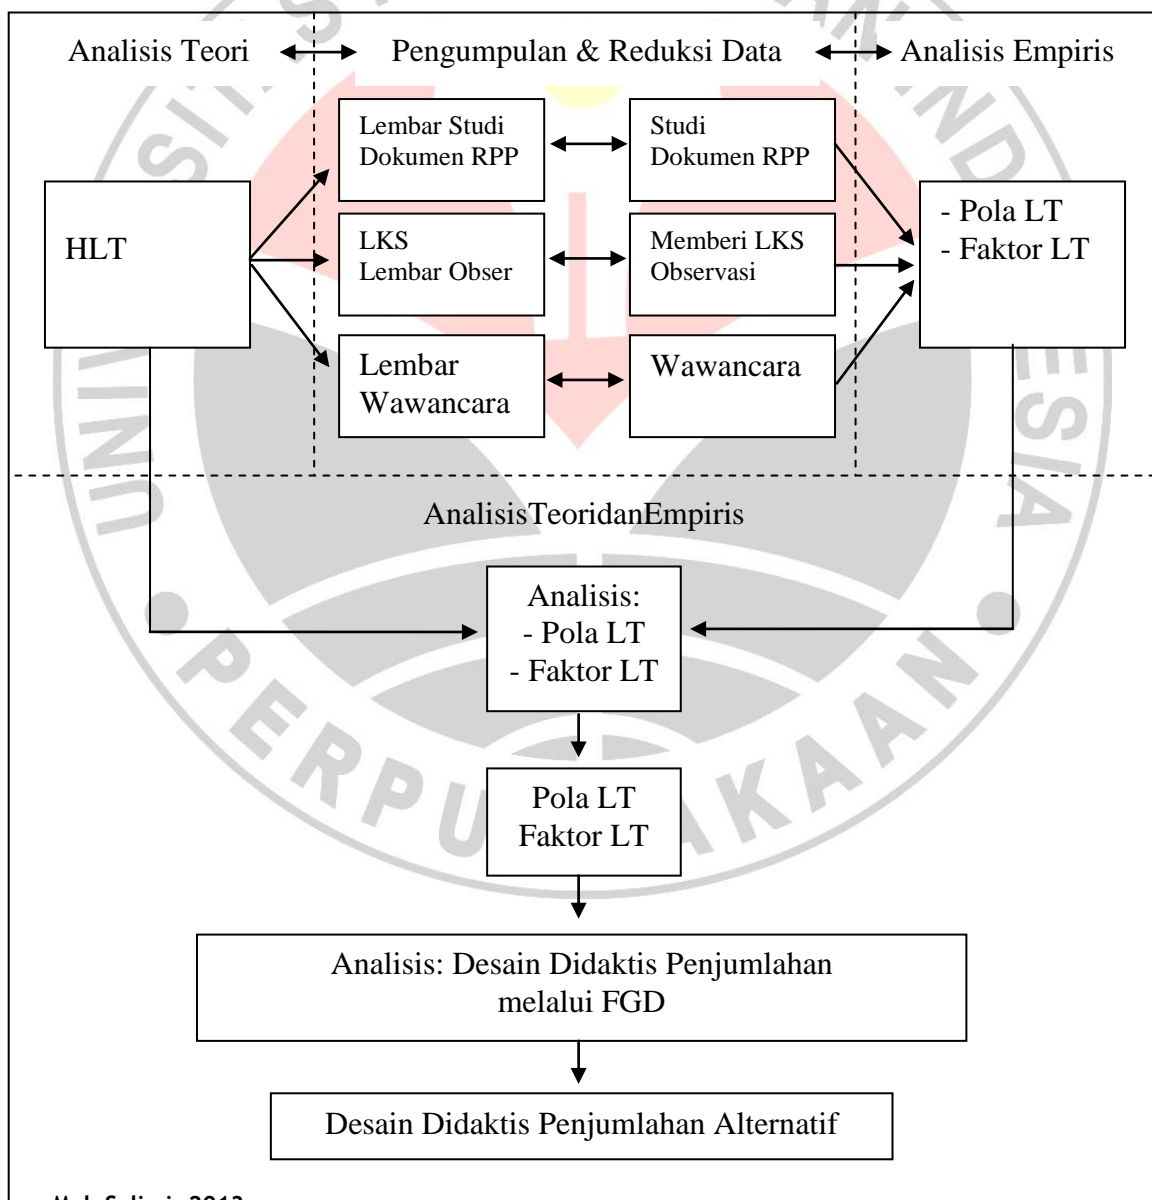 Analisis Teori
Pengumpulan & Reduksi Data
Analisis Empiris
Lembar Studi
Dokumen RPP
Studi
Dokumen RPP
HLT
LKS
Lembar Obser
Memberi LKS
Observasi
- Pola LT
- Faktor LT
Lembar
Wawancara
Wawancara
AnalisisTeoridanEmpiris
Analisis:
- Pola LT
- Faktor LT
Pola LT
Faktor LT
Analisis: Desain Didaktis Penjumlahan
melalui FGD
Desain Didaktis Penjumlahan Alternatif